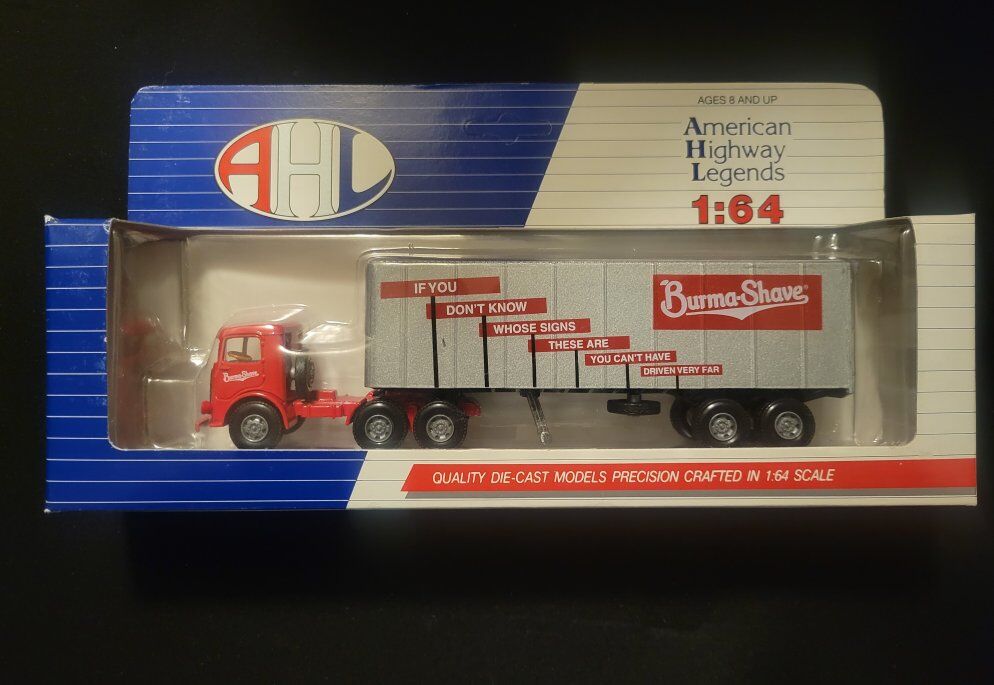 AGES 8 AND UP
AHL
American
Highway
Legends
1:64
IF YOU
DON'T KNOW
WHOSE SIGNS
THESE ARE
YOU CAN'T HAVE
DRIVEN VERY FAR
Burma-Shave®
Burma-Shave
QUALITY DIE-CAST MODELS PRECISION CRAFTED IN 1:64 SCALE